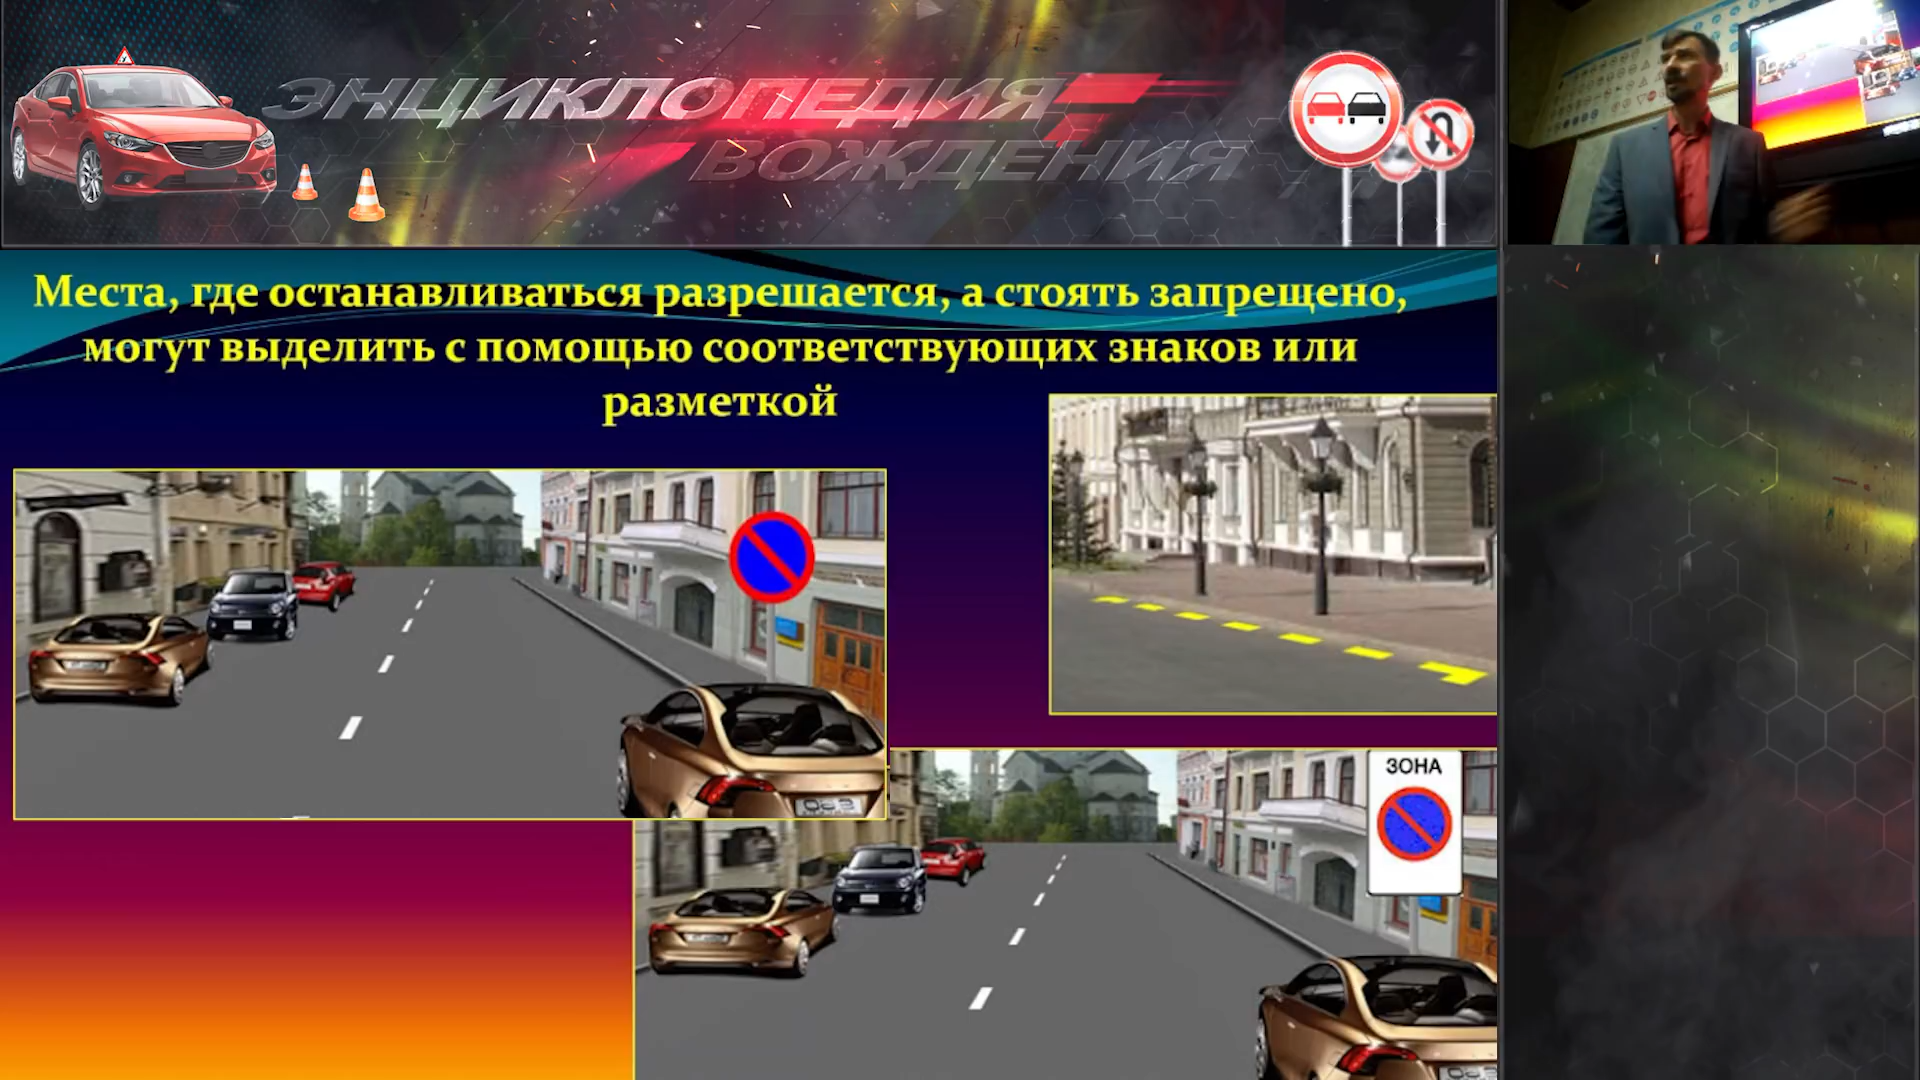 ЭНЦИКЛОПЕДИЯ
ВОЖДЕНИЯ
Места, где останавливаться разрешается, а стоять запрещено,
могут выделить с помощью соответствующих знаков или
разметкой
ЗОНА